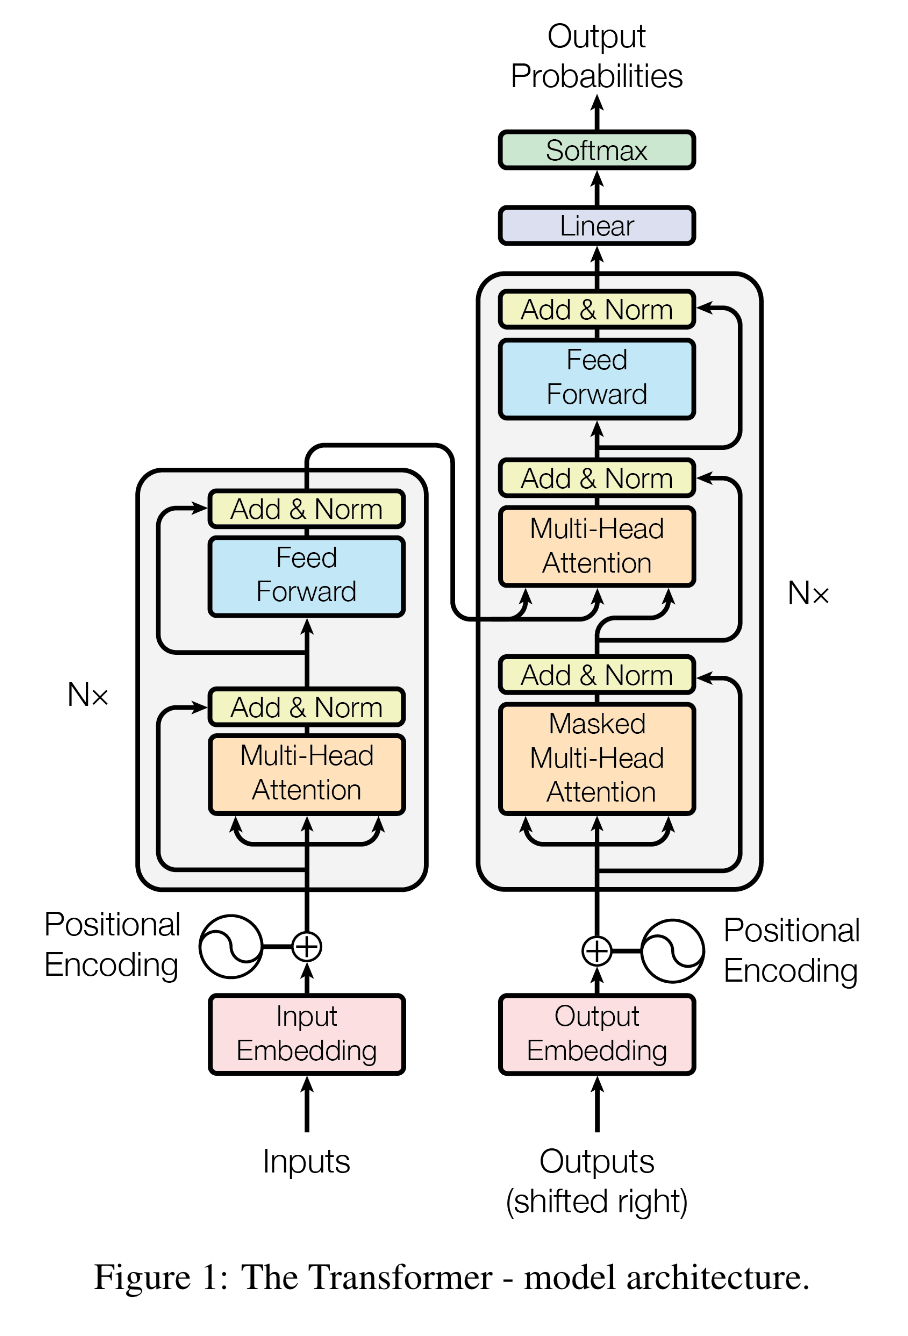 Output
Probabilities
Softmax
Linear
Add & Norm
Feed
Forward
Add & Norm
Multi-Head
Attention
Add & Norm
Masked
Multi-Head
Attention
N×
Positional
Encoding
Output
Embedding
Outputs
(shifted right)
Add & Norm
Feed
Forward
Add & Norm
Multi-Head
Attention
N×
Positional
Encoding
Input
Embedding
Inputs
Figure 1: The Transformer - model architecture.